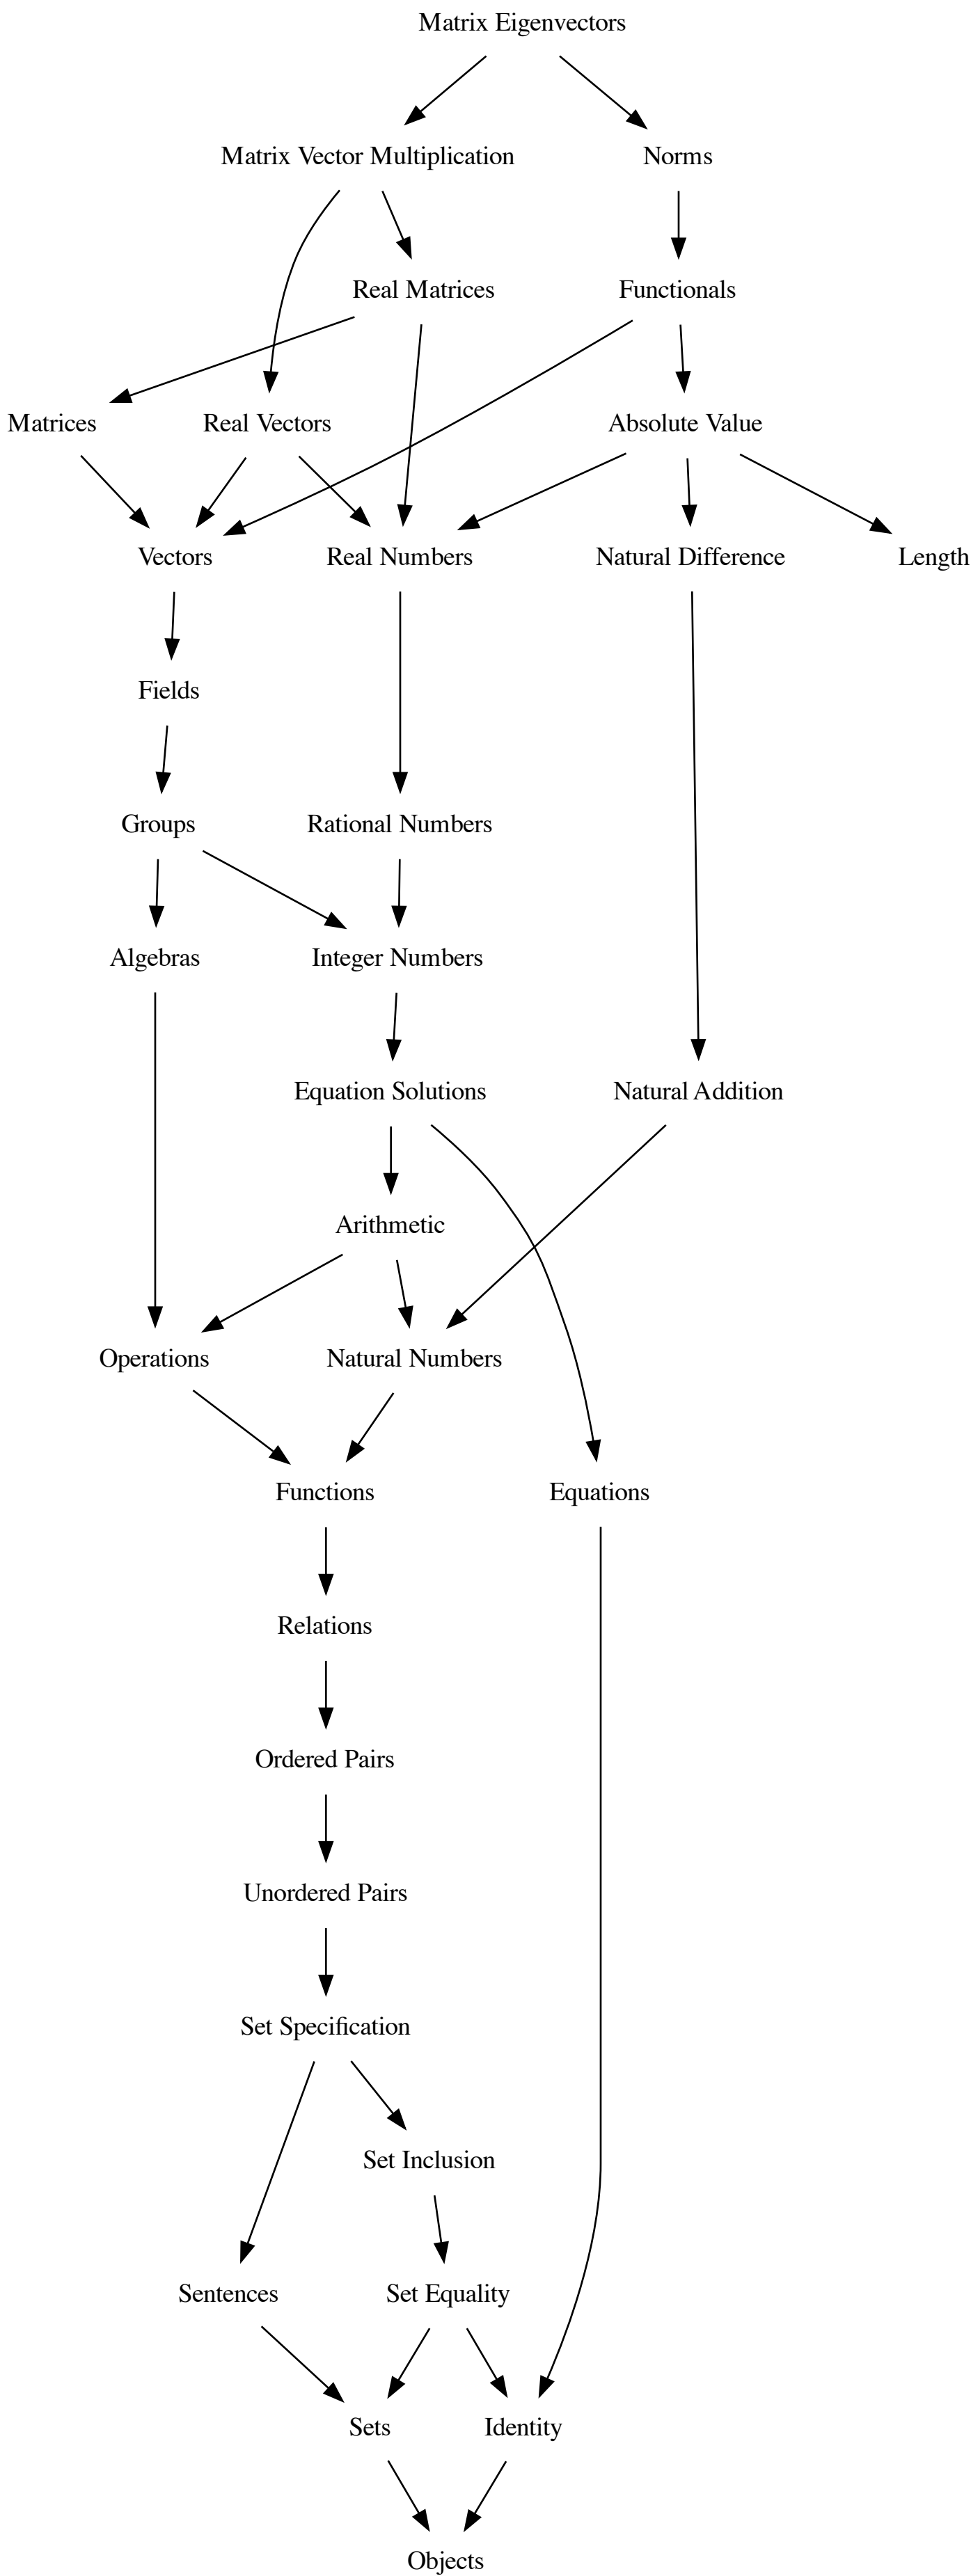 Matrix Eigenvectors
Matrix Vector Multiplication
Norms
Real Matrices
Functionals
Matrices
Real Vectors
Absolute Value
Vectors
Real Numbers
Natural Difference
Length
Fields
Groups
Rational Numbers
Algebras
Integer Numbers
Equation Solutions
Natural Addition
Arithmetic
Operations
Natural Numbers
Functions
Equations
Relations
Ordered Pairs
Unordered Pairs
Set Specification
Set Inclusion
Sentences
Set Equality
Sets
Identity
Objects